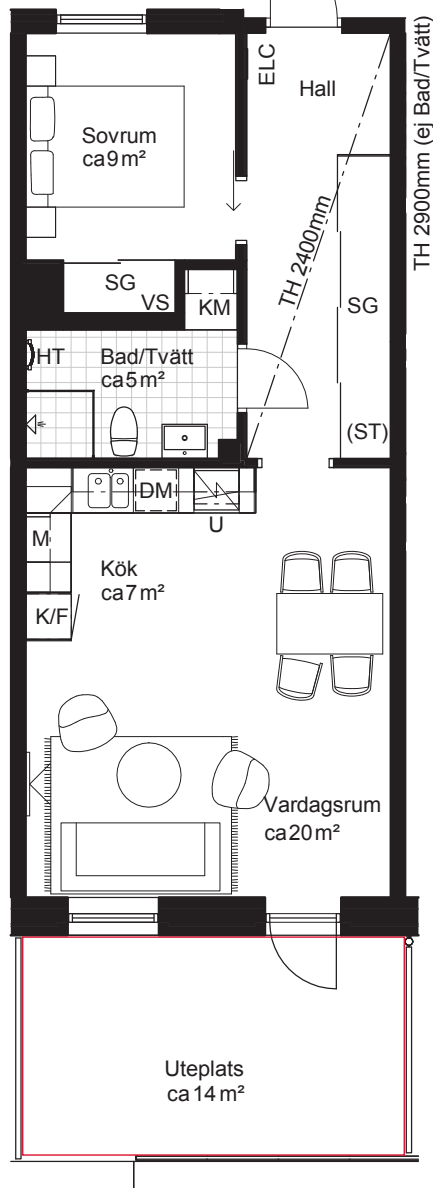 ELC
Hall
TH 2900mm (ej Bad/Tvätt)
Sovrum
ca 9 m²
TH 2400mm
SG
VS
KM
SG
HT
Bad/Tvätt
ca 5 m²
(ST)
DM
U
M
Kök
ca 7 m²
K/F
Vardagsrum
ca 20 m²
Uteplats
ca 14 m²